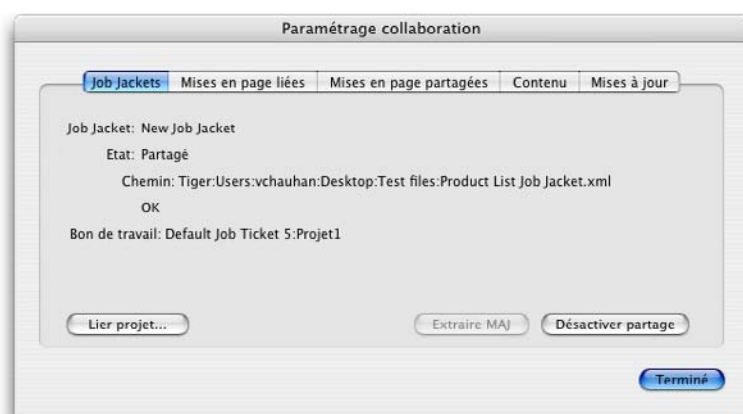 Paramétrage collaboration
Job Jackets Mises en page liées Mises en page partagées Contenu Mises à jour
Job Jacket: New Job Jacket
Etat: Partagé
Chemin: Tiger:Users:vchauhan:Desktop:Test files:Product List Job Jacket.xml
OK
Bon de travail: Default Job Ticket 5:Projet1
Lier projet... Extraire MAJ Désactiver partage
Terminé